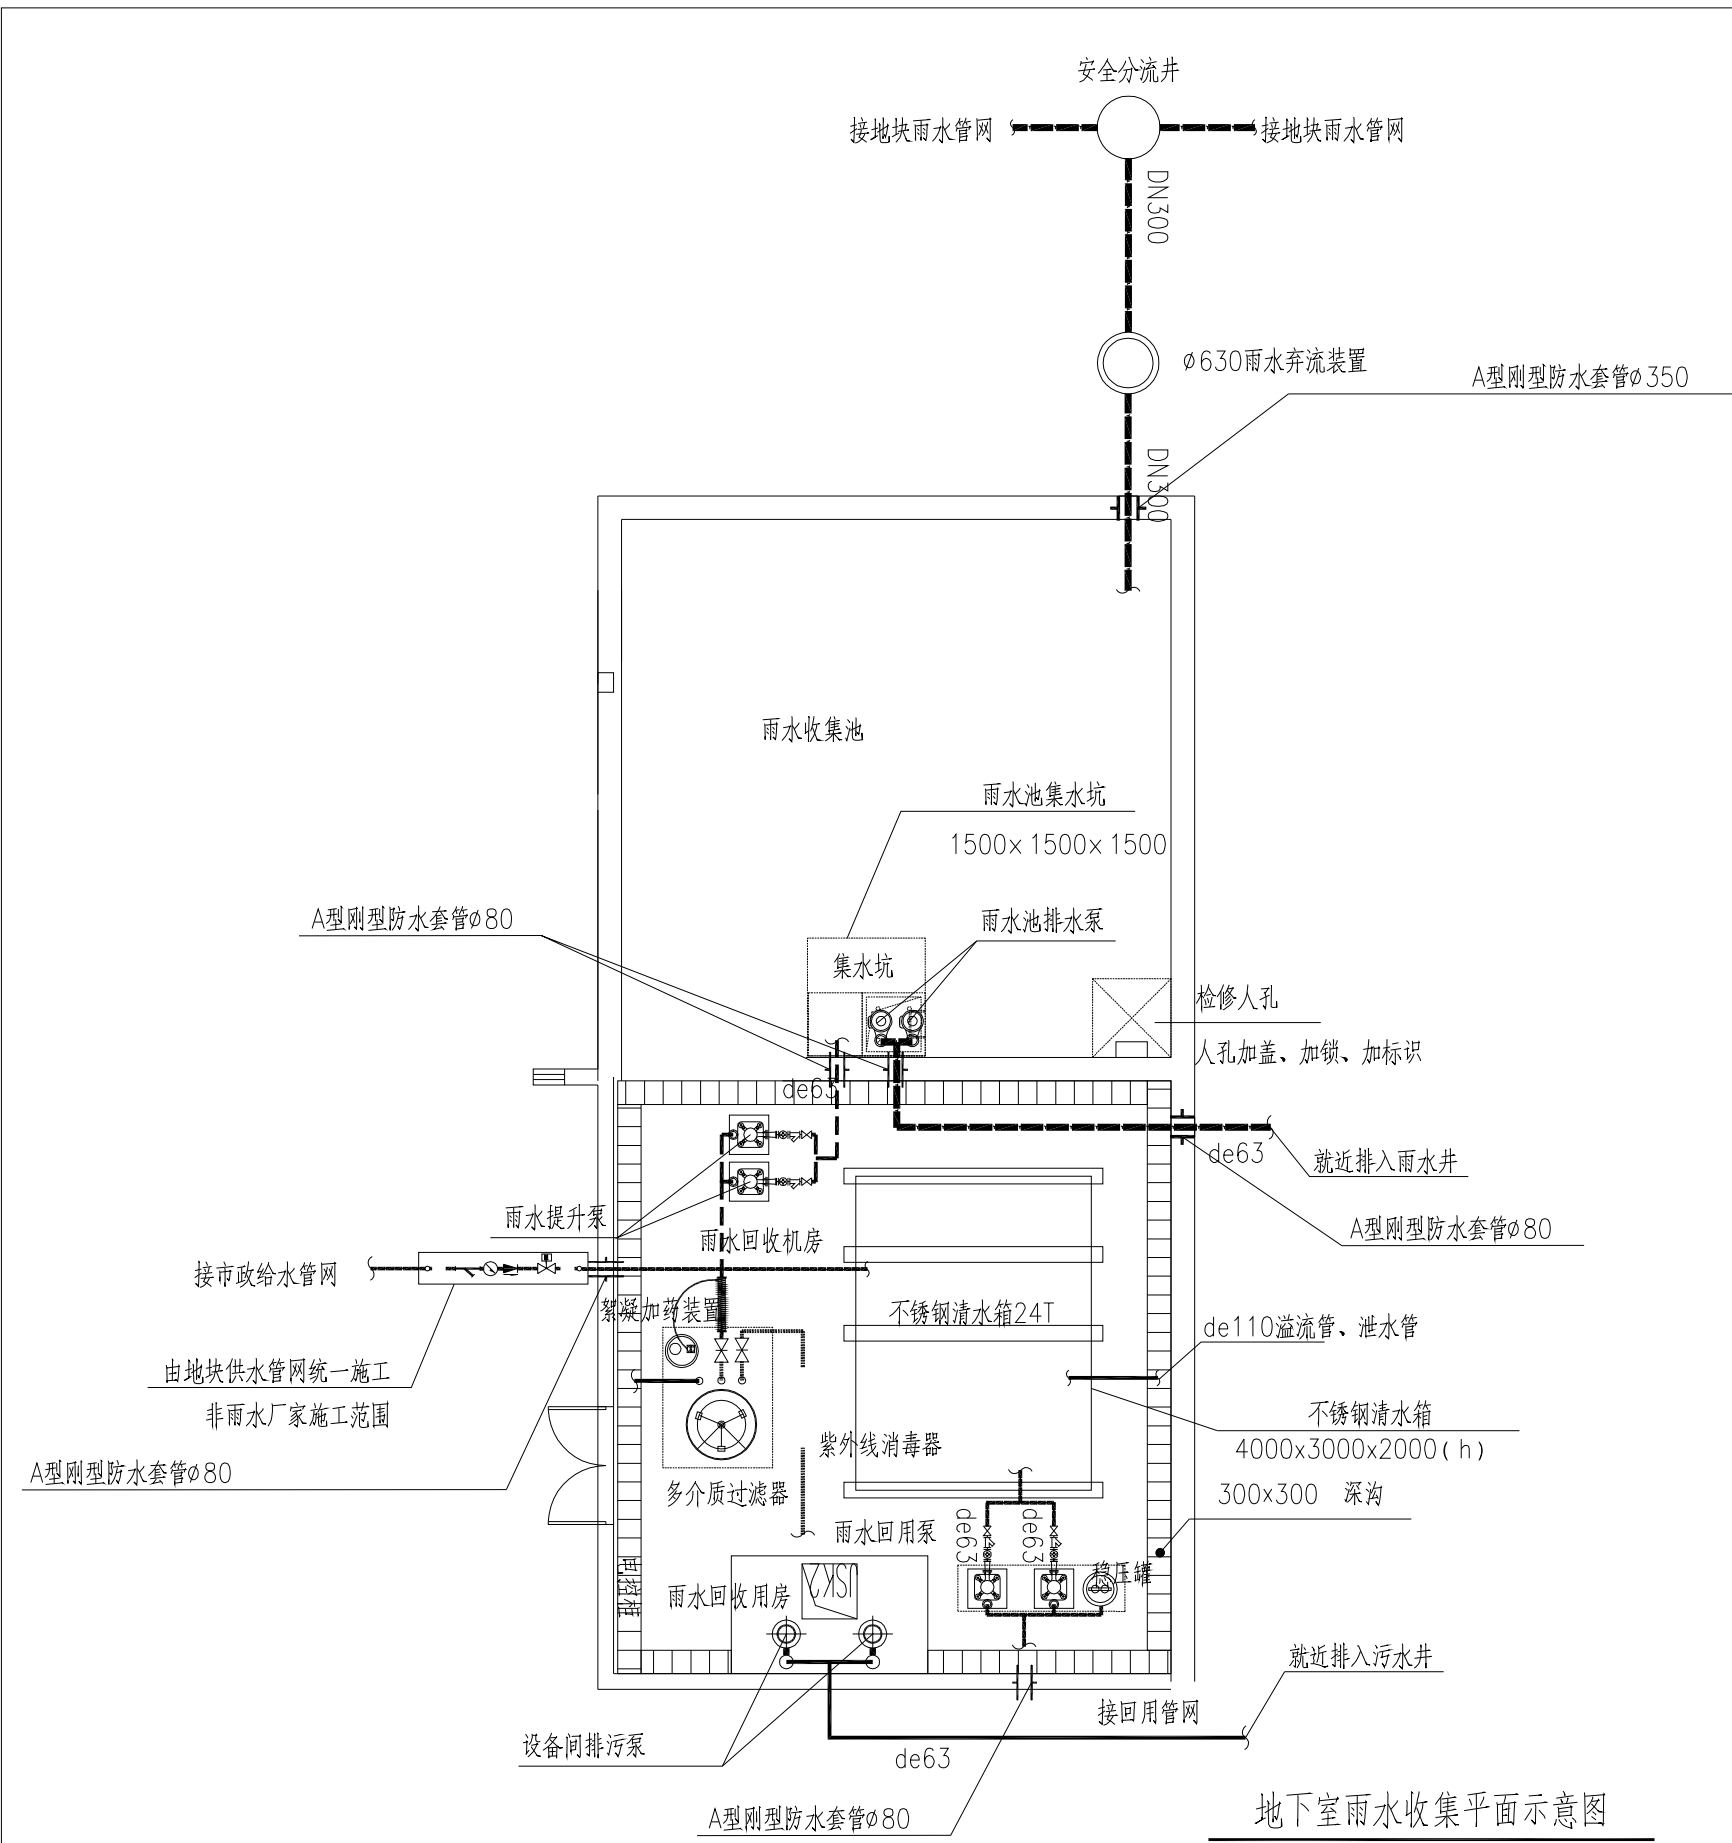 安全分流井
接地块雨水管网
接地块雨水管网
DN300
ø630雨水弃流装置
A型刚型防水套管ø350
DN300
雨水收集池
雨水池集水坑
1500x1500x1500
A型刚型防水套管ø80
雨水池排水泵
集水坑
检修人孔
人孔加盖、加锁、加标识
de63
de63
就近排入雨水井
雨水提升泵
A型刚型防水套管ø80
雨水回收机房
接市政给水管网
絮凝加药装置
不锈钢清水箱24T
de110溢流管、泄水管
由地块供水管网统一施工
非雨水厂家施工范围
不锈钢清水箱
4000x3000x2000(h)
紫外线消毒器
A型刚型防水套管ø80
多介质过滤器
300x300 深沟
雨水回用泵
de63
de63
稳压罐
电控柜
雨水回收用房
JSK2
就近排入污水井
接回用管网
设备间排污泵
de63
A型刚型防水套管ø80
地下室雨水收集平面示意图